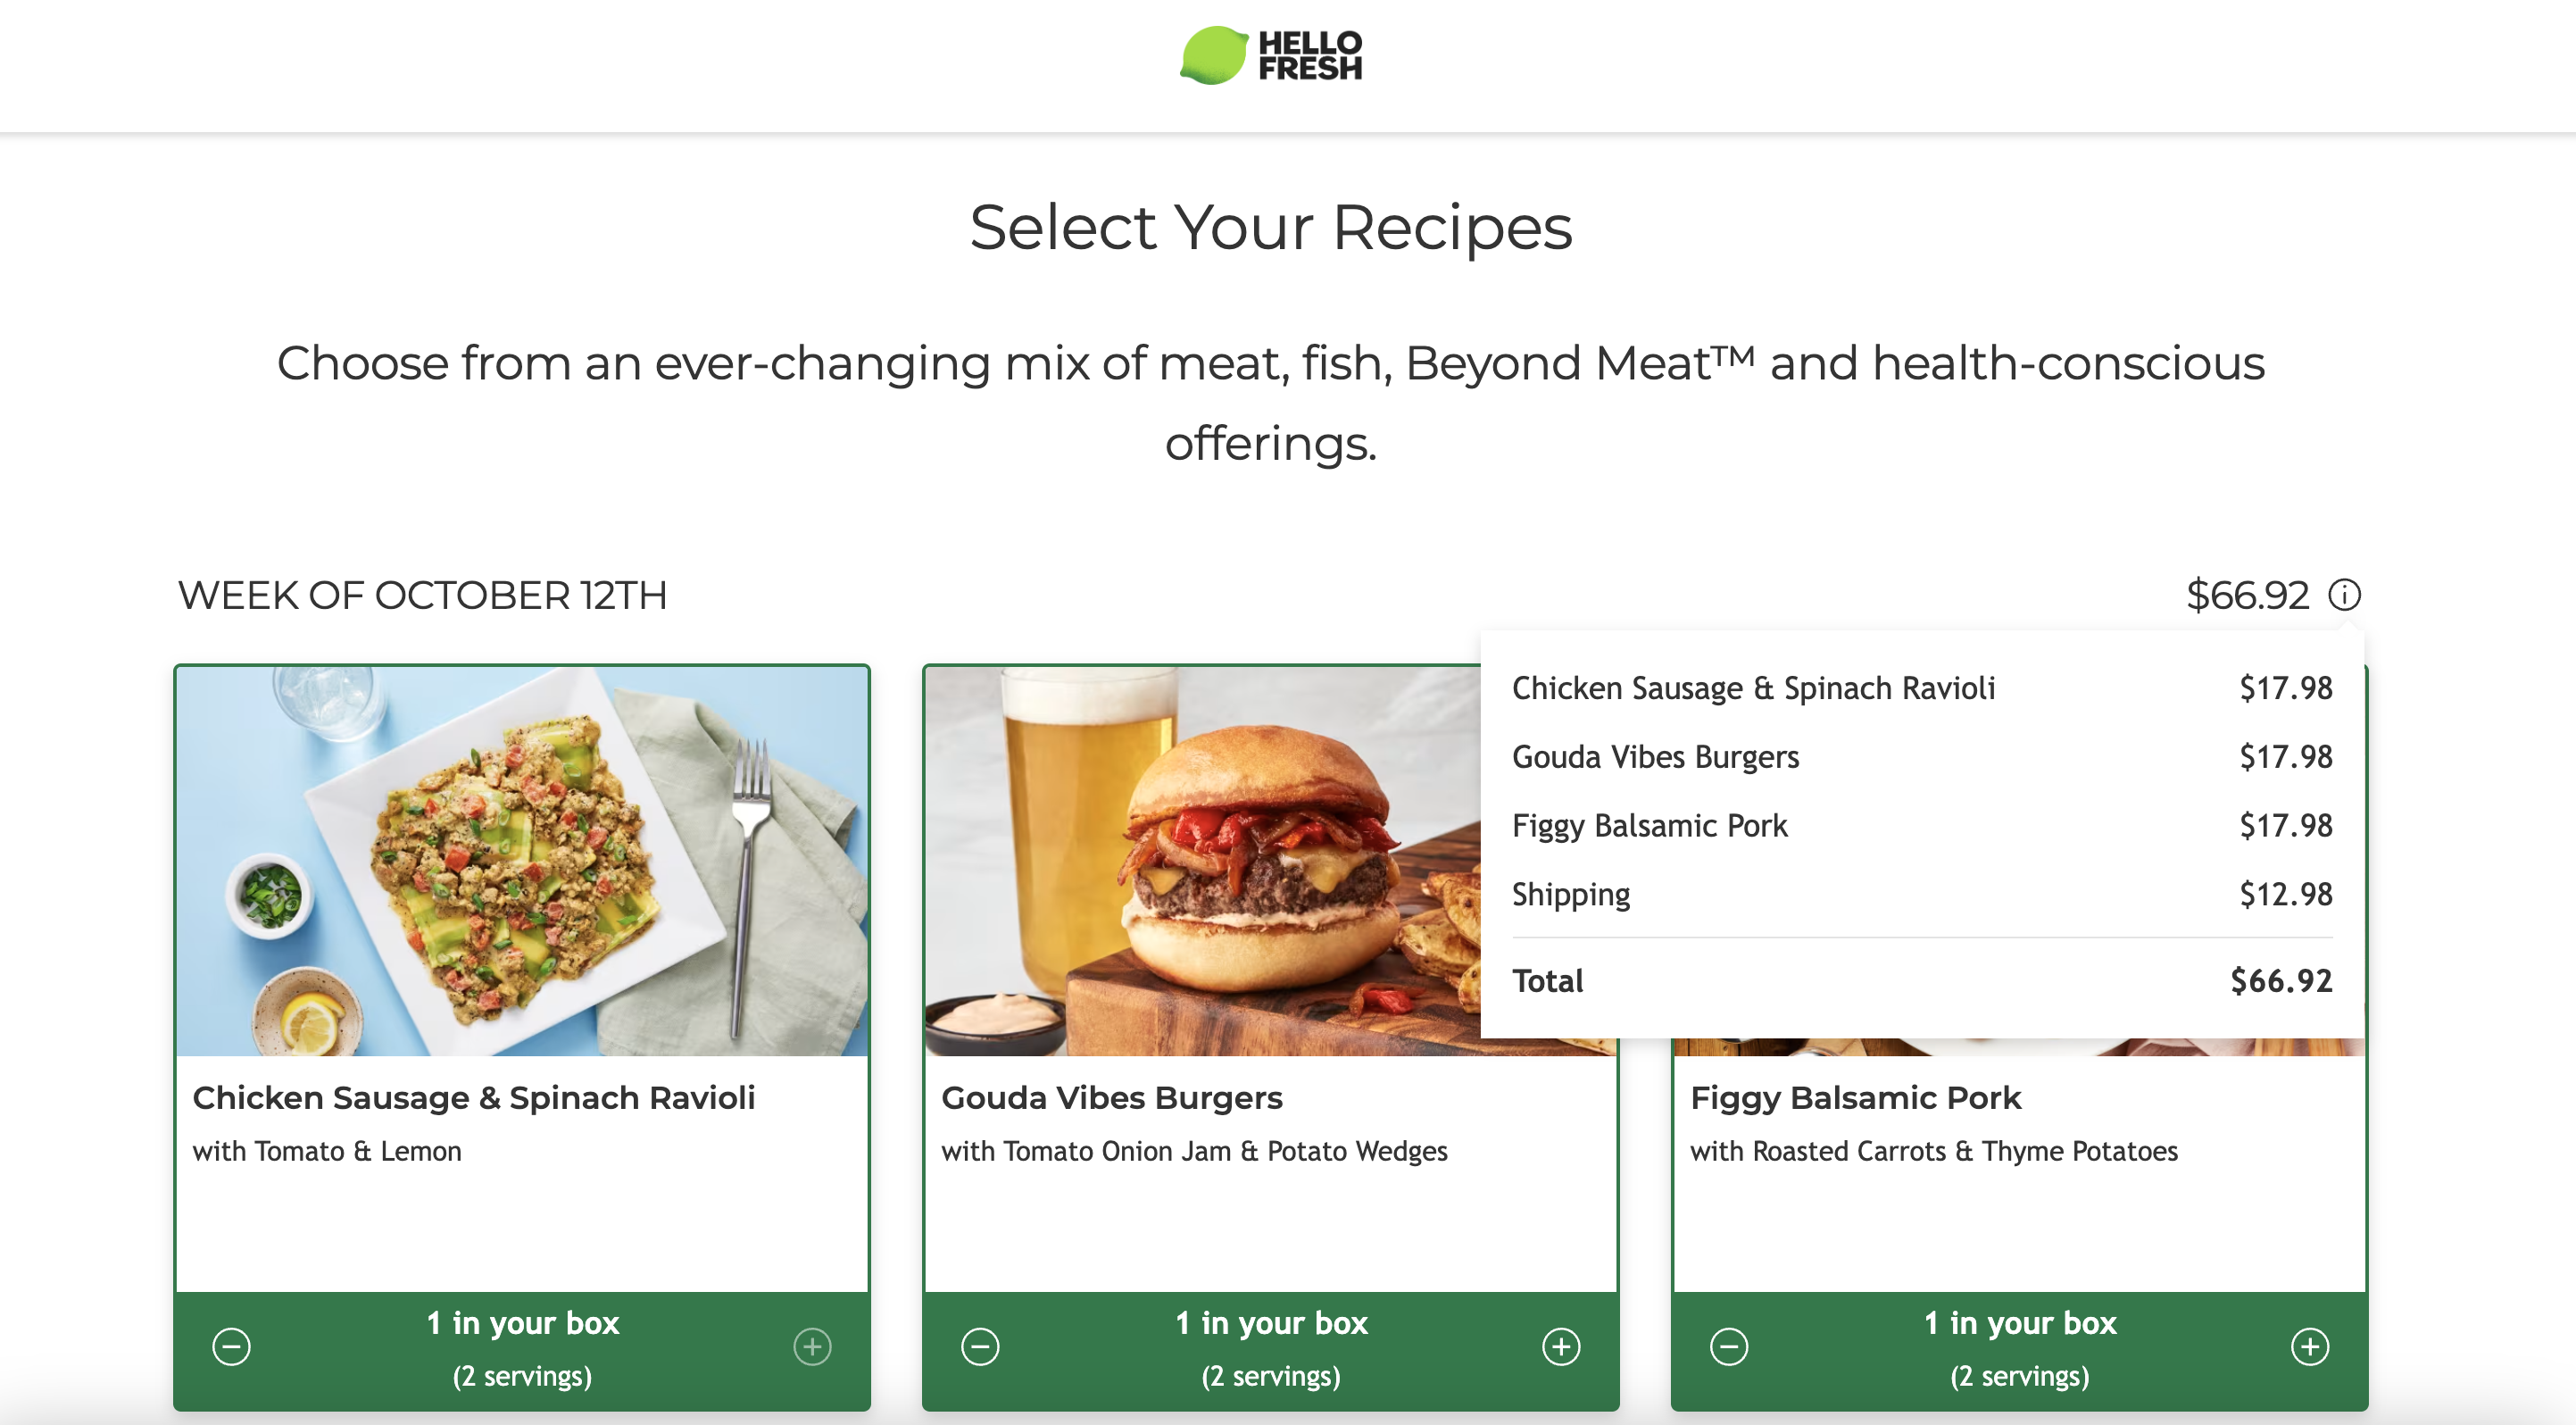 HELLO
FRESH
Select Your Recipes
Choose from an ever-changing mix of meat, fish, Beyond Meat™ and health-conscious
offerings.
WEEK OF OCTOBER 12TH
$66.92
Chicken Sausage & Spinach Ravioli $17.98
Gouda Vibes Burgers $17.98
Figgy Balsamic Pork $17.98
Shipping $12.98
Total $66.92
Chicken Sausage & Spinach Ravioli
with Tomato & Lemon
1 in your box
(2 servings)
Gouda Vibes Burgers
with Tomato Onion Jam & Potato Wedges
1 in your box
(2 servings)
Figgy Balsamic Pork
with Roasted Carrots & Thyme Potatoes
1 in your box
(2 servings)